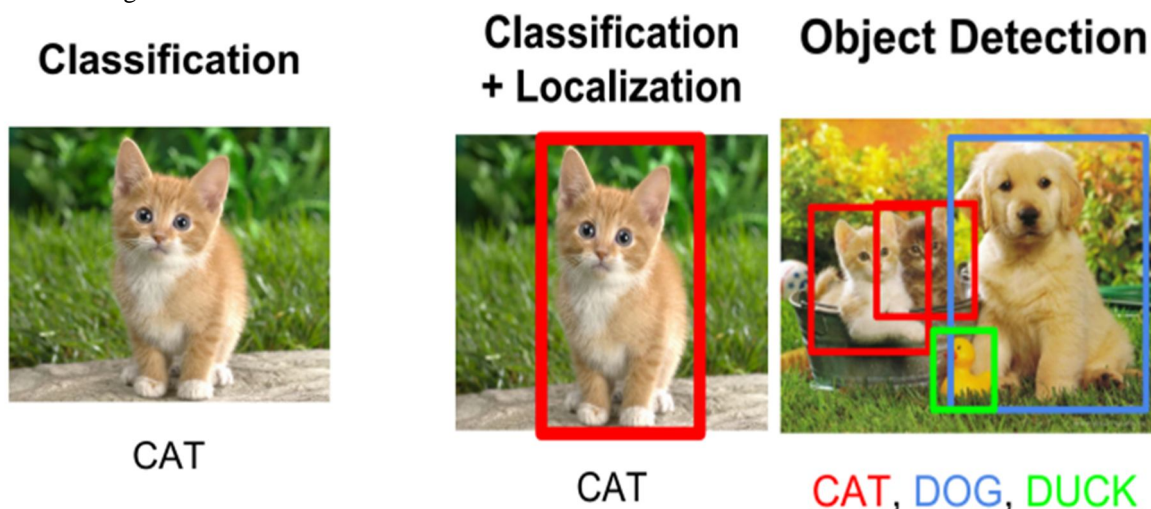 Classification
Classification
+ Localization
Object Detection
CAT
CAT
CAT, DOG, DUCK